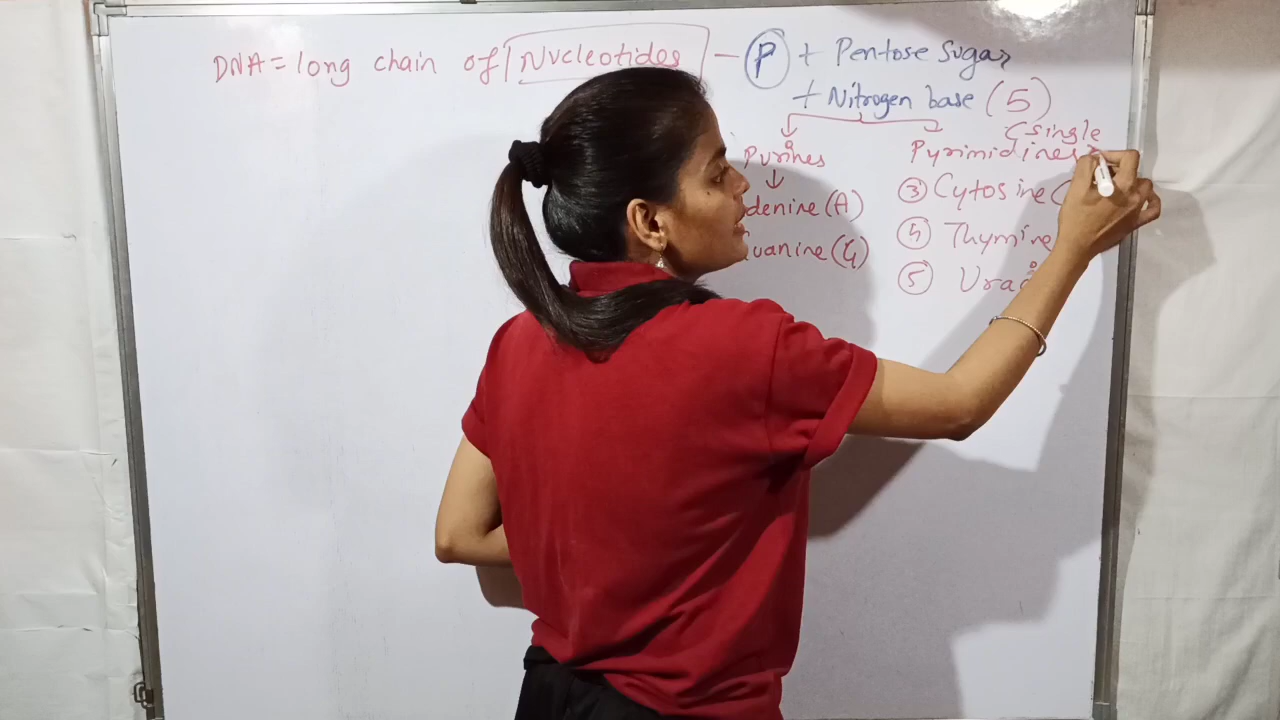 DNA = long chain of Nucleotides - P + Pentose Sugar
+ Nitrogen base (5)
(single
Purines Pyrimidines
denine (A) ③ Cytosine (
uanine (G) ④ Thymine
⑤ Urac